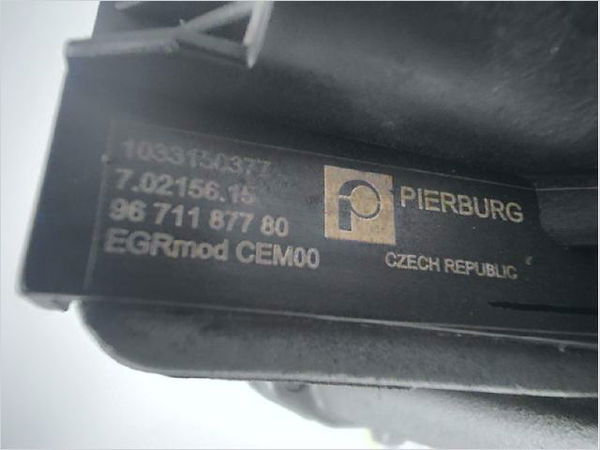 1033150377
7.02156.15
96 711 877 80
EGRmod CEM00
PIERBURG
CZECH REPUBLIC